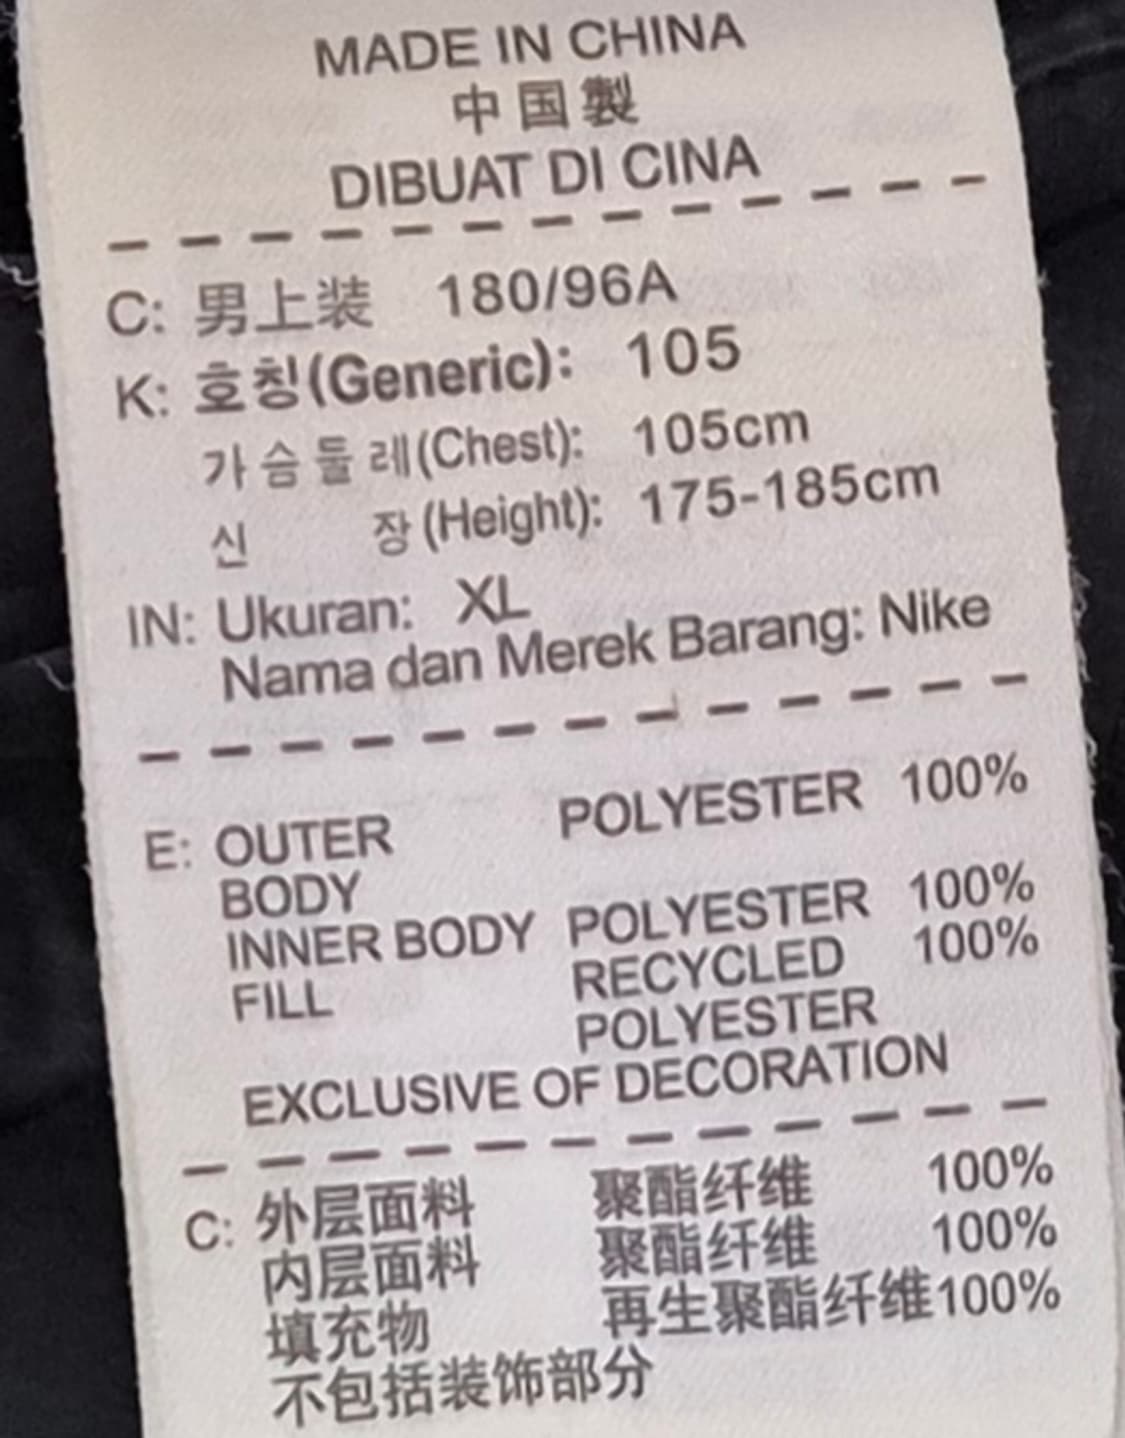 MADE IN CHINA
中国製
DIBUAT DI CINA
C: 男上装 180/96A
K: 호칭(Generic): 105
가슴둘레(Chest): 105cm
신 장(Height): 175-185cm
IN: Ukuran: XL
Nama dan Merek Barang: Nike
E: OUTER POLYESTER 100%
BODY
INNER BODY POLYESTER 100%
FILL RECYCLED 100%
POLYESTER
EXCLUSIVE OF DECORATION
C: 外层面料 聚酯纤维 100%
内层面料 聚酯纤维 100%
填充物 再生聚酯纤维100%
不包括装饰部分